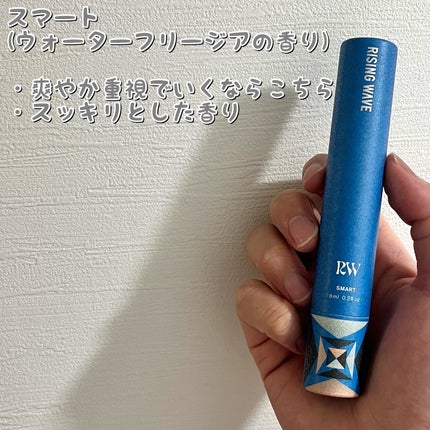 スマート
(ウォーターフリージアの香り)
・爽やか重視でいくならこちら
・スッキリとした香り
RISING WAVE
RW
SMART
8ml 0.28 oz